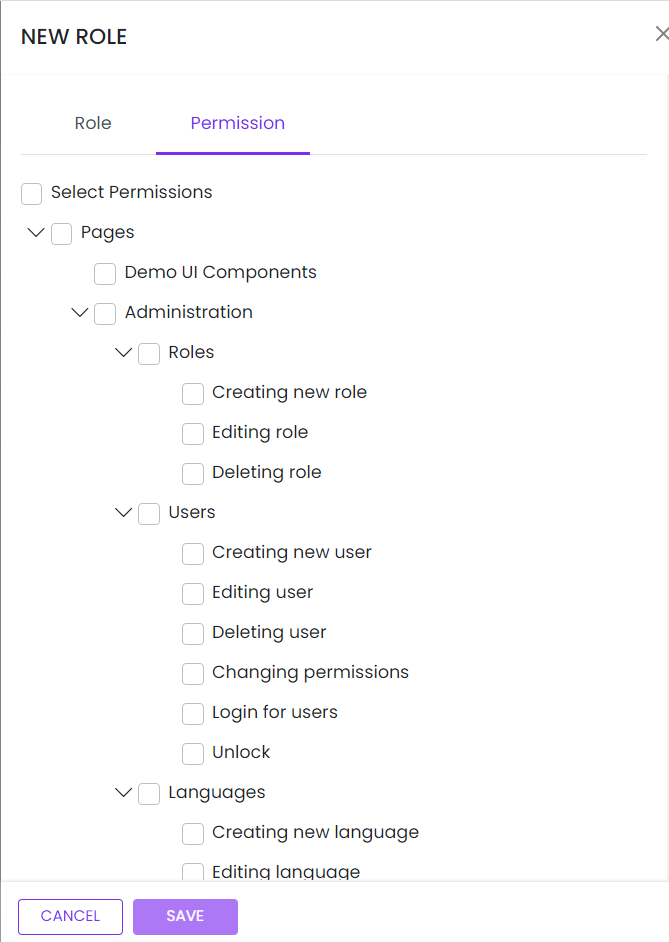 NEW ROLE
Role
Permission
Select Permissions
Pages
Demo UI Components
Administration
Roles
Creating new role
Editing role
Deleting role
Users
Creating new user
Editing user
Deleting user
Changing permissions
Login for users
Unlock
Languages
Creating new language
Editing language
CANCEL
SAVE